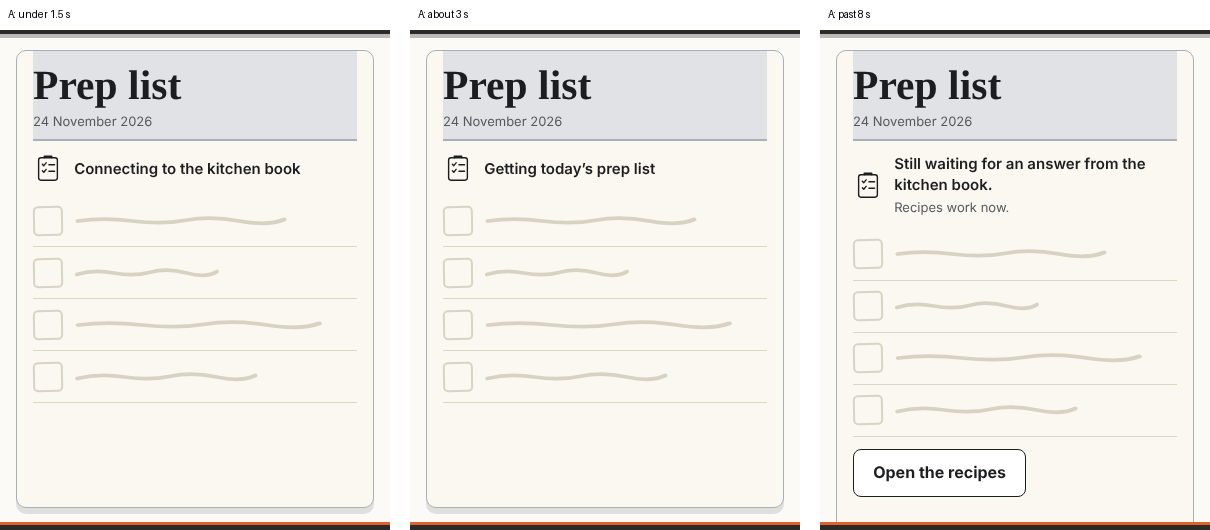 A: under 1.5 s
Prep list
24 November 2026
Connecting to the kitchen book
A: about 3 s
Prep list
24 November 2026
Getting today’s prep list
A: past 8 s
Prep list
24 November 2026
Still waiting for an answer from the
kitchen book.
Recipes work now.
Open the recipes